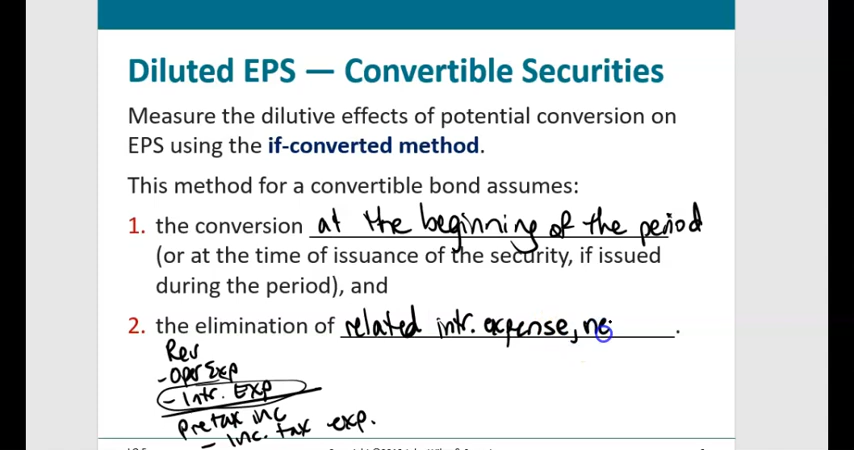 Diluted EPS — Convertible Securities
Measure the dilutive effects of potential conversion on
EPS using the if-converted method.
This method for a convertible bond assumes:
1. the conversion at the beginning of the period
(or at the time of issuance of the security, if issued
during the period), and
2. the elimination of related intr. expense, ne .
Rev
- Oper Exp
- Intr. Exp
Pretax inc
- Inc. tax exp.